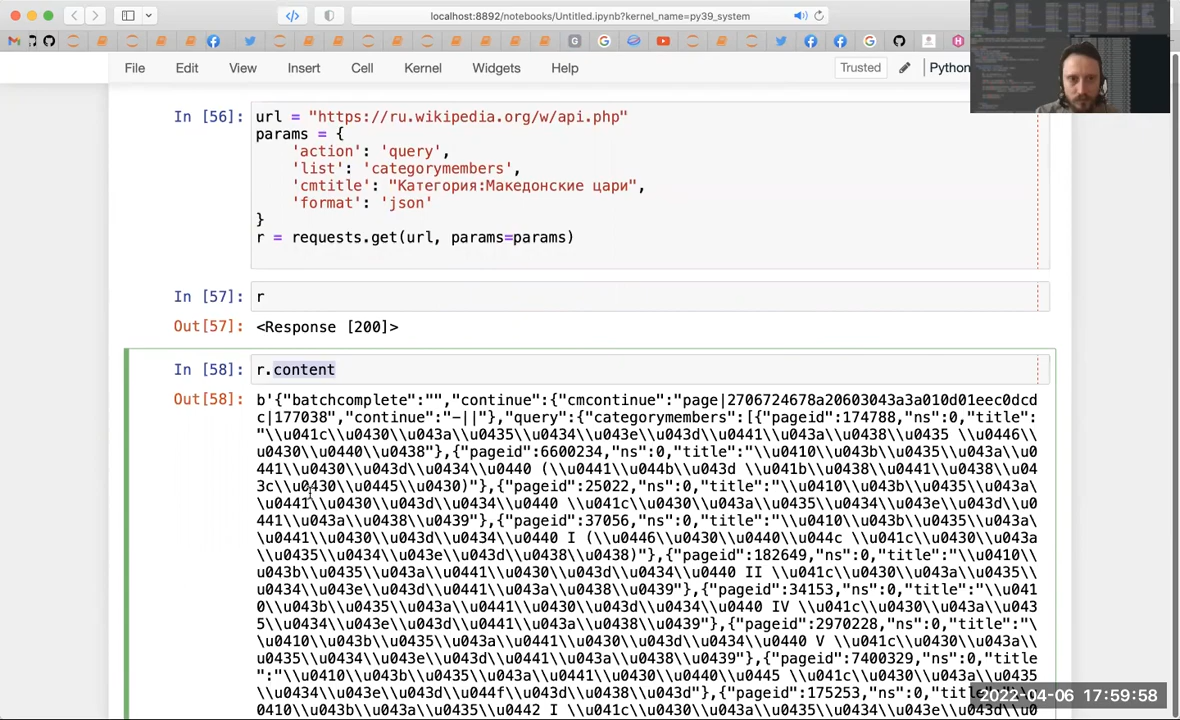 localhost:8892/notebooks/Untitled.ipynb?kernel_name=py39_system
File Edit View Insert Cell Kernel Widgets Help
Trusted
Python
In [56]:
url = "https://ru.wikipedia.org/w/api.php"
params = {
'action': 'query',
'list': 'categorymembers',
'cmtitle': "Категория:Македонские цари",
'format': 'json'
}
r = requests.get(url, params=params)
In [57]: r
Out[57]: <Response [200]>
In [58]: r.content
Out[58]: b'{"batchcomplete":"","continue":{"cmcontinue":"page|2706724678a20603043a3a010d01eec0dcd
c|177038","continue":"-||"},"query":{"categorymembers":[{"pageid":174788,"ns":0,"title":
"\\u041c\\u0430\\u043a\\u0435\\u0434\\u043e\\u043d\\u0441\\u043a\\u0438\\u0435 \\u0446\\
u0430\\u0440\\u0438"},{"pageid":6600234,"ns":0,"title":"\\u0410\\u043b\\u0435\\u043a\\u0
441\\u0430\\u043d\\u0434\\u0440 (\\u0441\\u044b\\u043d \\u041b\\u0438\\u0441\\u0438\\u04
3c\\u0430\\u0445\\u0430)"},{"pageid":25022,"ns":0,"title":"\\u0410\\u043b\\u0435\\u043a
\\u0441\\u0430\\u043d\\u0434\\u0440 \\u041c\\u0430\\u043a\\u0435\\u0434\\u043e\\u043d\\u0
441\\u043a\\u0438\\u0439"},{"pageid":37056,"ns":0,"title":"\\u0410\\u043b\\u0435\\u043a\
\u0441\\u0430\\u043d\\u0434\\u0440 I (\\u0446\\u0430\\u0440\\u044c \\u041c\\u0430\\u043a
\\u0435\\u0434\\u043e\\u043d\\u0438\\u0438)"},{"pageid":182649,"ns":0,"title":"\\u0410\\
u043b\\u0435\\u043a\\u0441\\u0430\\u043d\\u0434\\u0440 II \\u041c\\u0430\\u043a\\u0435\\
u0434\\u043e\\u043d\\u0441\\u043a\\u0438\\u0439"},{"pageid":34153,"ns":0,"title":"\\u041
0\\u043b\\u0435\\u043a\\u0441\\u0430\\u043d\\u0434\\u0440 IV \\u041c\\u0430\\u043a\\u043
5\\u0434\\u043e\\u043d\\u0441\\u043a\\u0438\\u0439"},{"pageid":2970228,"ns":0,"title":"\
\u0410\\u043b\\u0435\\u043a\\u0441\\u0430\\u043d\\u0434\\u0440 V \\u041c\\u0430\\u043a\\
u0435\\u0434\\u043e\\u043d\\u0441\\u043a\\u0438\\u0439"},{"pageid":7400329,"ns":0,"title
":"\\u0410\\u043b\\u0435\\u043a\\u0441\\u0430\\u0440\\u0445 \\u041c\\u0430\\u043a\\u0435
\\u0434\\u043e\\u043d\\u044f\\u043d\\u0438\\u043d"},{"pageid":175253,"ns":0,"title":"\\u
0410\\u043b\\u043a\\u0435\\u0442 I \\u041c\\u0430\\u043a\\u0435\\u0434\\u043e\\u043d\\u0
2022-04-06 17:59:58